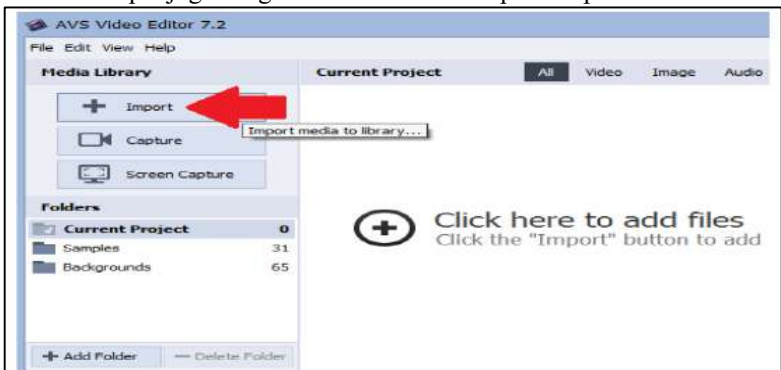 AVS Video Editor 7.2
File Edit View Help
Media Library
Current Project
All Video Image Audio
Import
Import media to library...
Capture
Screen Capture
Folders
Current Project 0
Samples 31
Backgrounds 65
Click here to add files
Click the "Import" button to add
Add Folder
Delete Folder